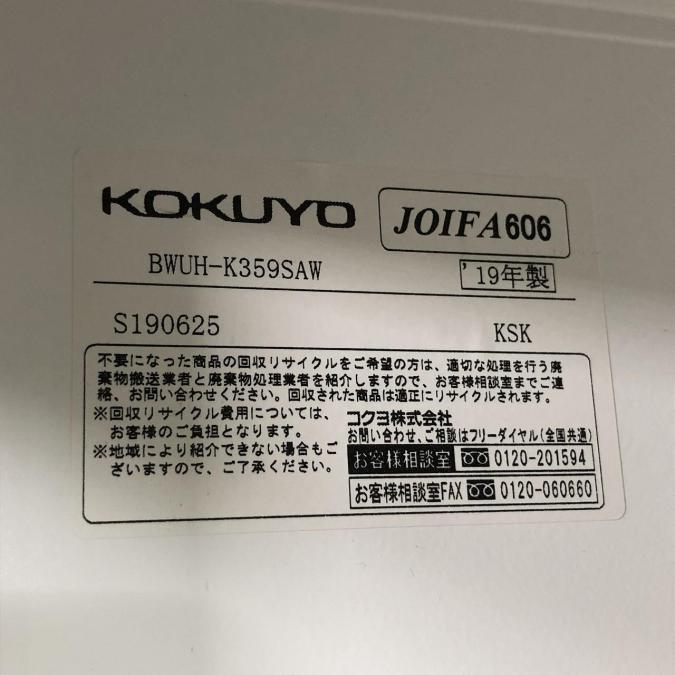 KOKUYO
JOIFA606
BWUH-K359SAW
'19年製
S190625
KSK
不要になった商品の回収リサイクルをご希望の方は、適切な処理を行う廃
棄物搬送業者と廃棄物処理業者を紹介しますので、お客様相談室までご連
絡、お問い合わせください。回収された商品は適正にリサイクルされます。
※回収リサイクル費用については、
お客様のご負担となります。
※地域により紹介できない場合もご
ざいますので、ご了承ください。
コクヨ株式会社
お問い合わせ、ご相談はフリーダイヤル(全国共通)
お客様相談室 0120-201594
お客様相談室FAX 0120-060660